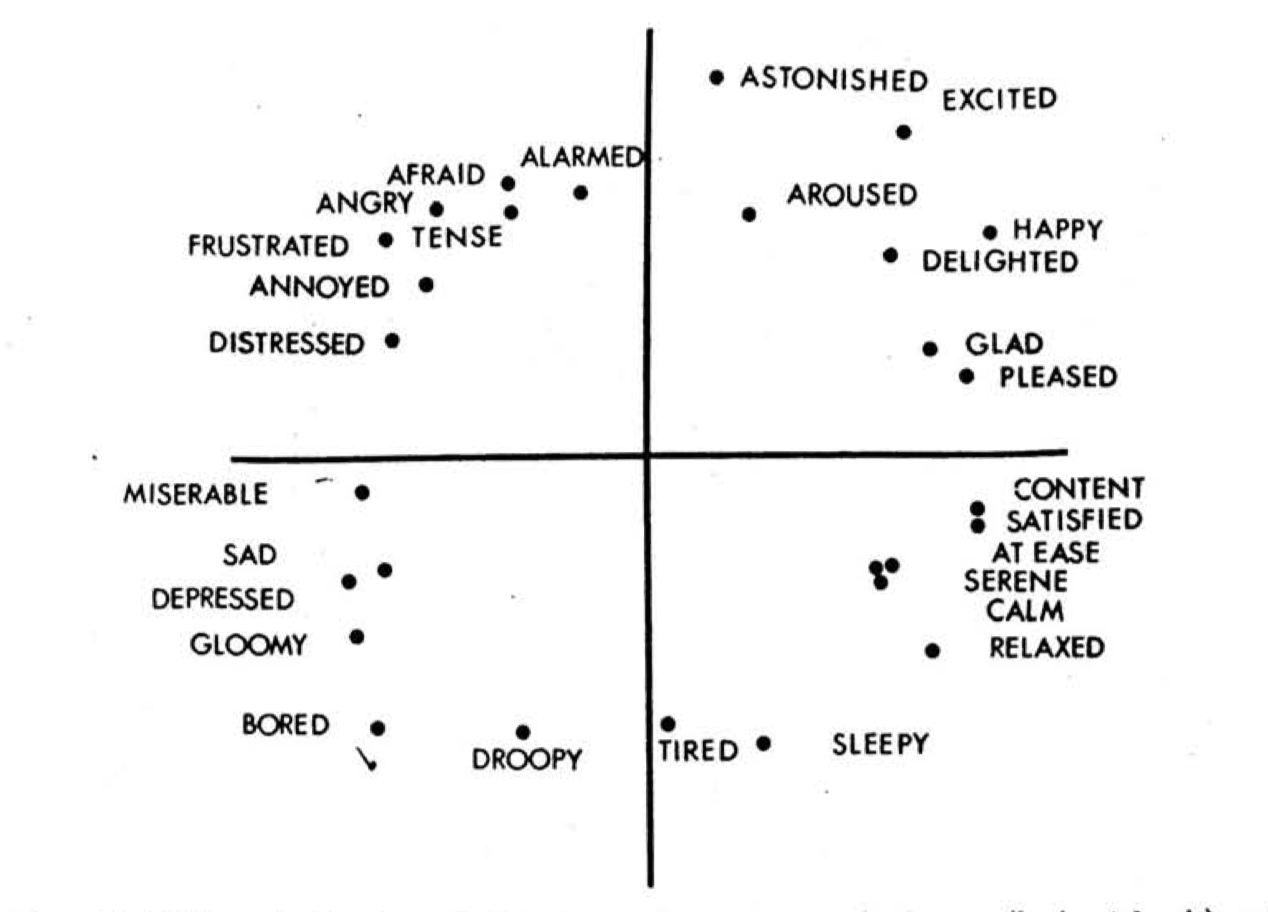 ASTONISHED
EXCITED
ALARMED
AFRAID
AROUSED
ANGRY
HAPPY
FRUSTRATED
TENSE
DELIGHTED
ANNOYED
DISTRESSED
GLAD
PLEASED
MISERABLE
CONTENT
SATISFIED
SAD
AT EASE
SERENE
DEPRESSED
CALM
GLOOMY
RELAXED
BORED
DROOPY
TIRED
SLEEPY